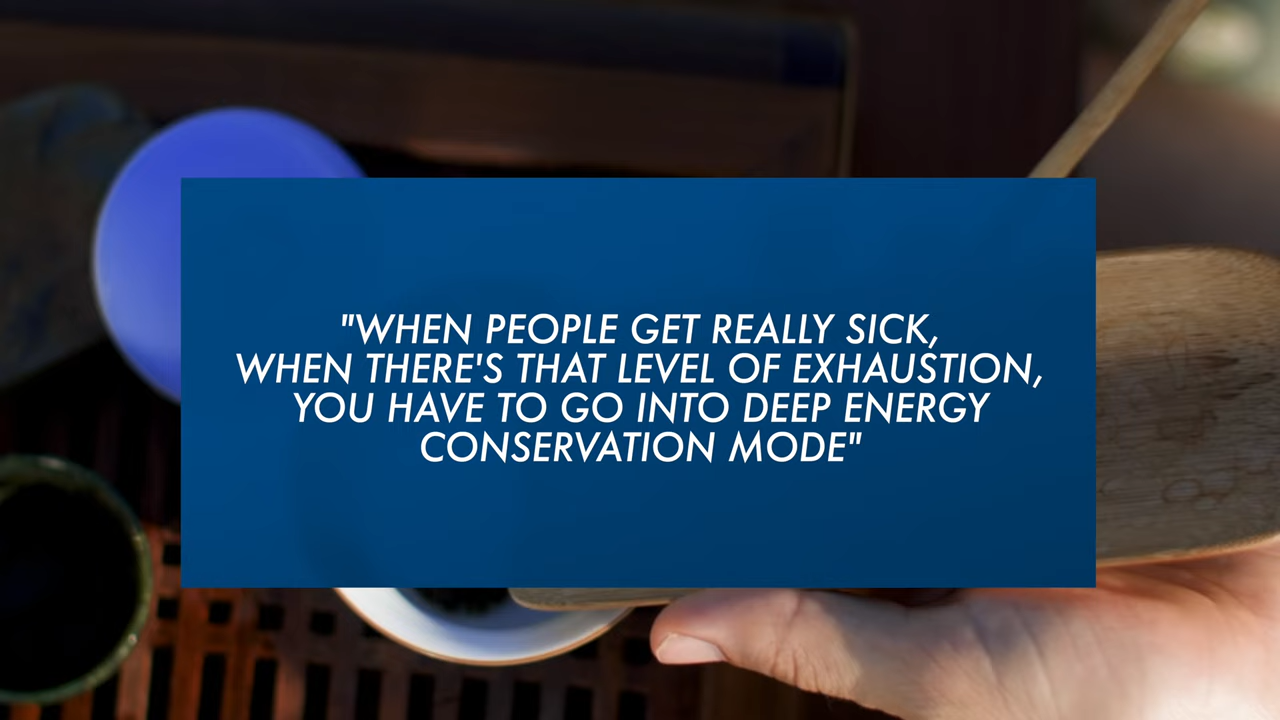 "WHEN PEOPLE GET REALLY SICK,
WHEN THERE'S THAT LEVEL OF EXHAUSTION,
YOU HAVE TO GO INTO DEEP ENERGY
CONSERVATION MODE"